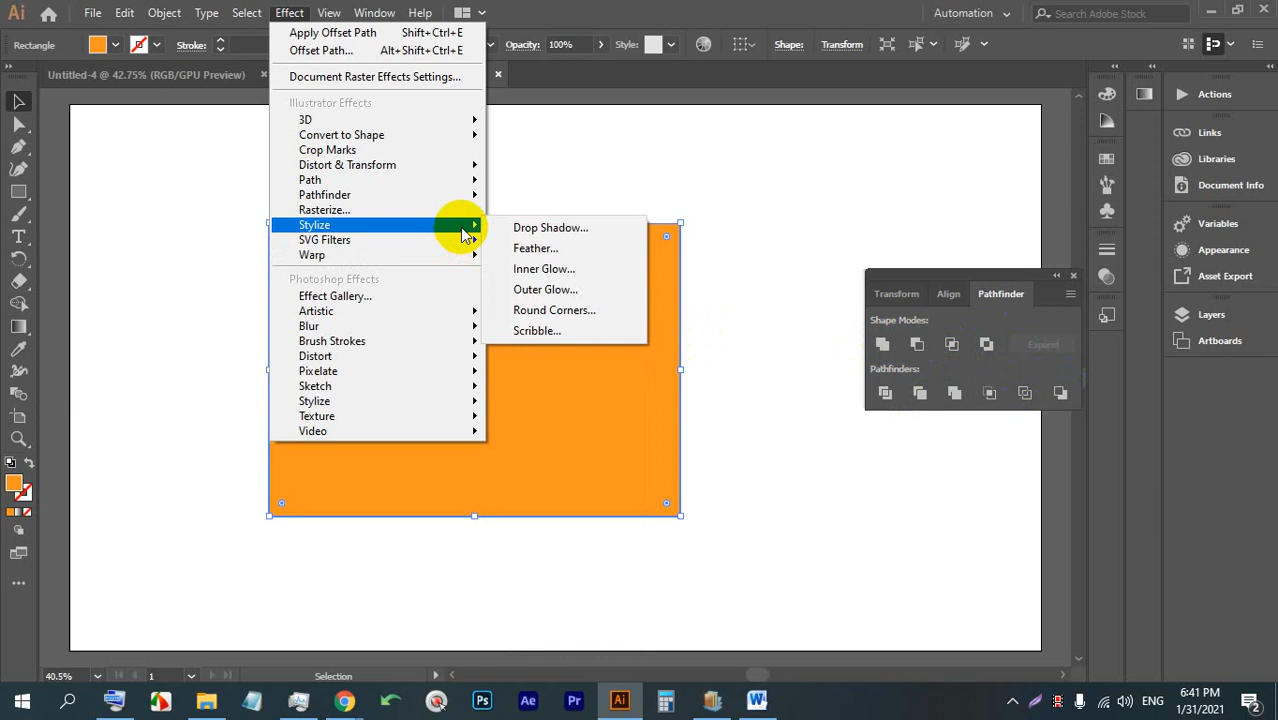 Ai File Edit Object Type Select Effect View Window Help Automation Search Adobe Stock
Rectangle Stroke: Opacity: 100% Style: Shape: Transform
Untitled-4 @ 42.75% (RGB/GPU Preview)
Apply Offset Path Shift+Ctrl+E
Offset Path... Alt+Shift+Ctrl+E
Document Raster Effects Settings...
Illustrator Effects
3D
Convert to Shape
Crop Marks
Distort & Transform
Path
Pathfinder
Rasterize...
Stylize
SVG Filters
Warp
Photoshop Effects
Effect Gallery...
Artistic
Blur
Brush Strokes
Distort
Pixelate
Sketch
Stylize
Texture
Video
Drop Shadow...
Feather...
Inner Glow...
Outer Glow...
Round Corners...
Scribble...
Transform Align Pathfinder
Shape Modes:
Expand
Pathfinders:
Actions
Links
Libraries
Document Info
Variables
Appearance
Asset Export
Layers
Artboards
40.5% 1 Selection
Ps Ae Pr Ai W ENG 6:41 PM
1/31/2021 2